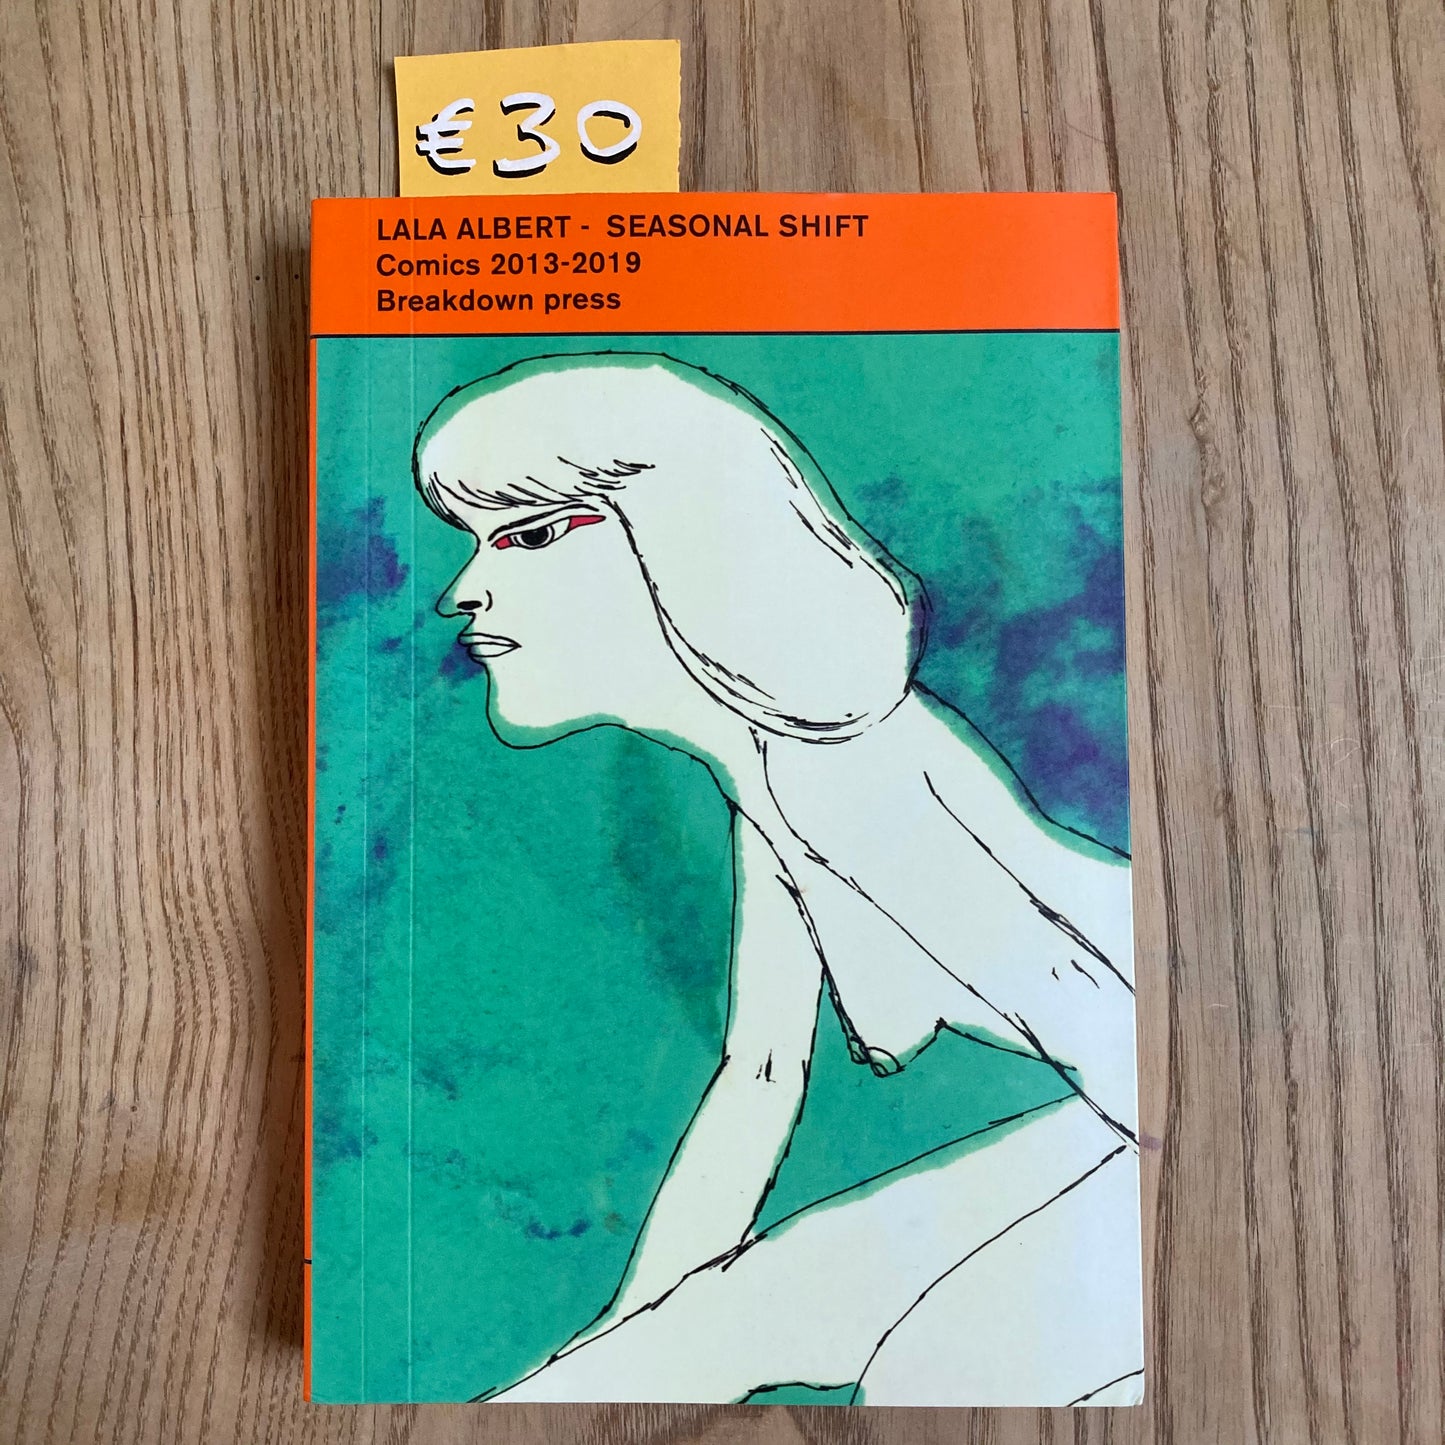 €30
LALA ALBERT - SEASONAL SHIFT
Comics 2013-2019
Breakdown press